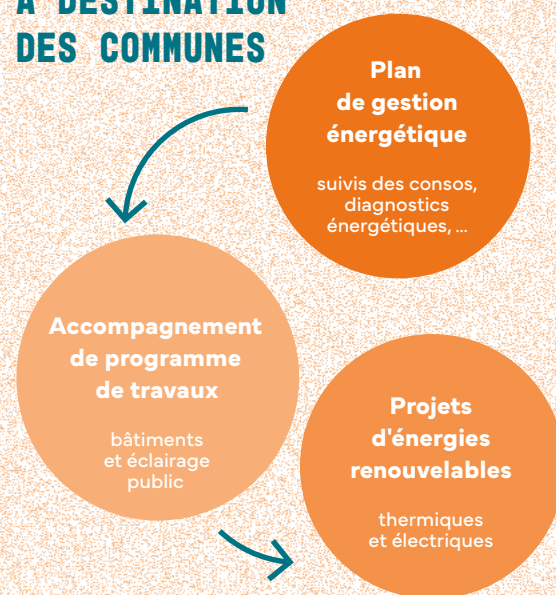 À DESTINATION
DES COMMUNES
Plan
de gestion
énergétique
suivis des consos,
diagnostics
énergétiques, ...
Accompagnement
de programme
de travaux
bâtiments
et éclairage
public
Projets
d'énergies
renouvelables
thermiques
et électriques